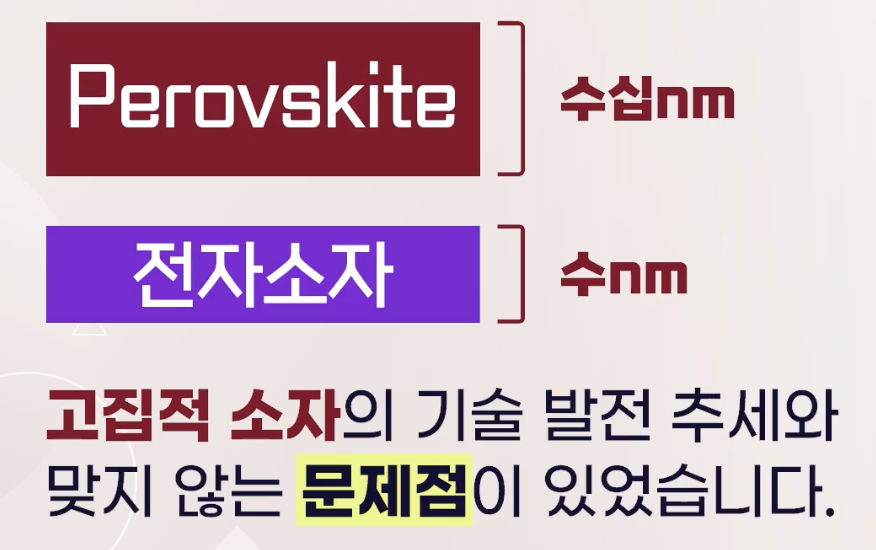 Perovskite
수십nm
전자소자
수nm
고집적 소자의 기술 발전 추세와
맞지 않는 문제점이 있었습니다.